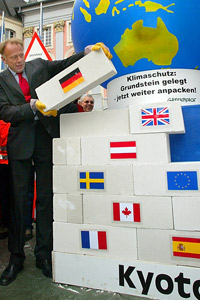 Klimaschutz:
Grundstein gelegt
- jetzt weiter anpacken!
GREENPEACE
Kyoto